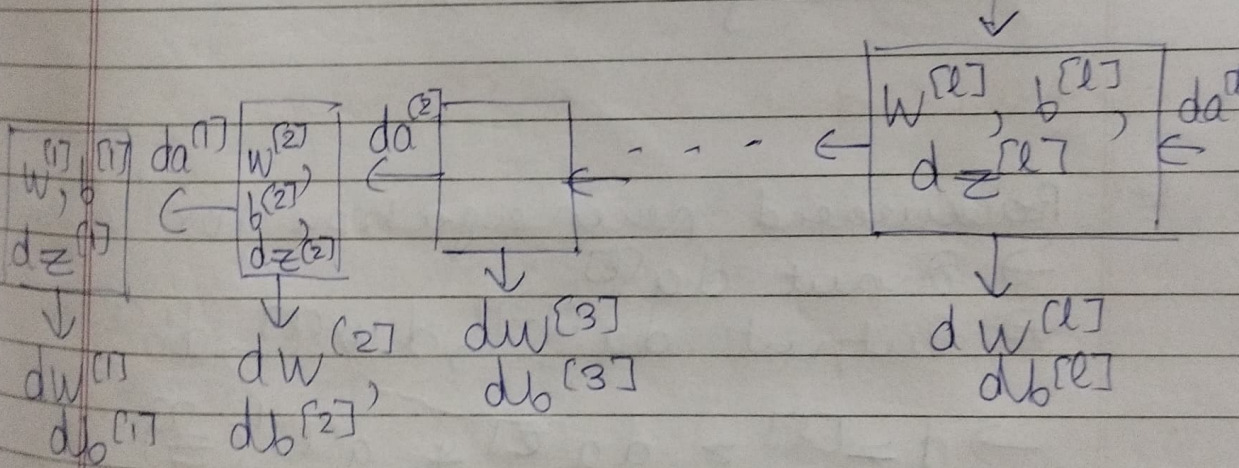 w^[l], b^[l], da^[
dz^[l]
w^[1], b^[1]
dz^[1]
da^[1]
w^[2],
b^[2],
dz^[2]
da^[2]
- - -
dw^[1]
db^[1]
dw^[2],
db^[2]
dw^[3]
db^[3]
dw^[l]
db^[l]